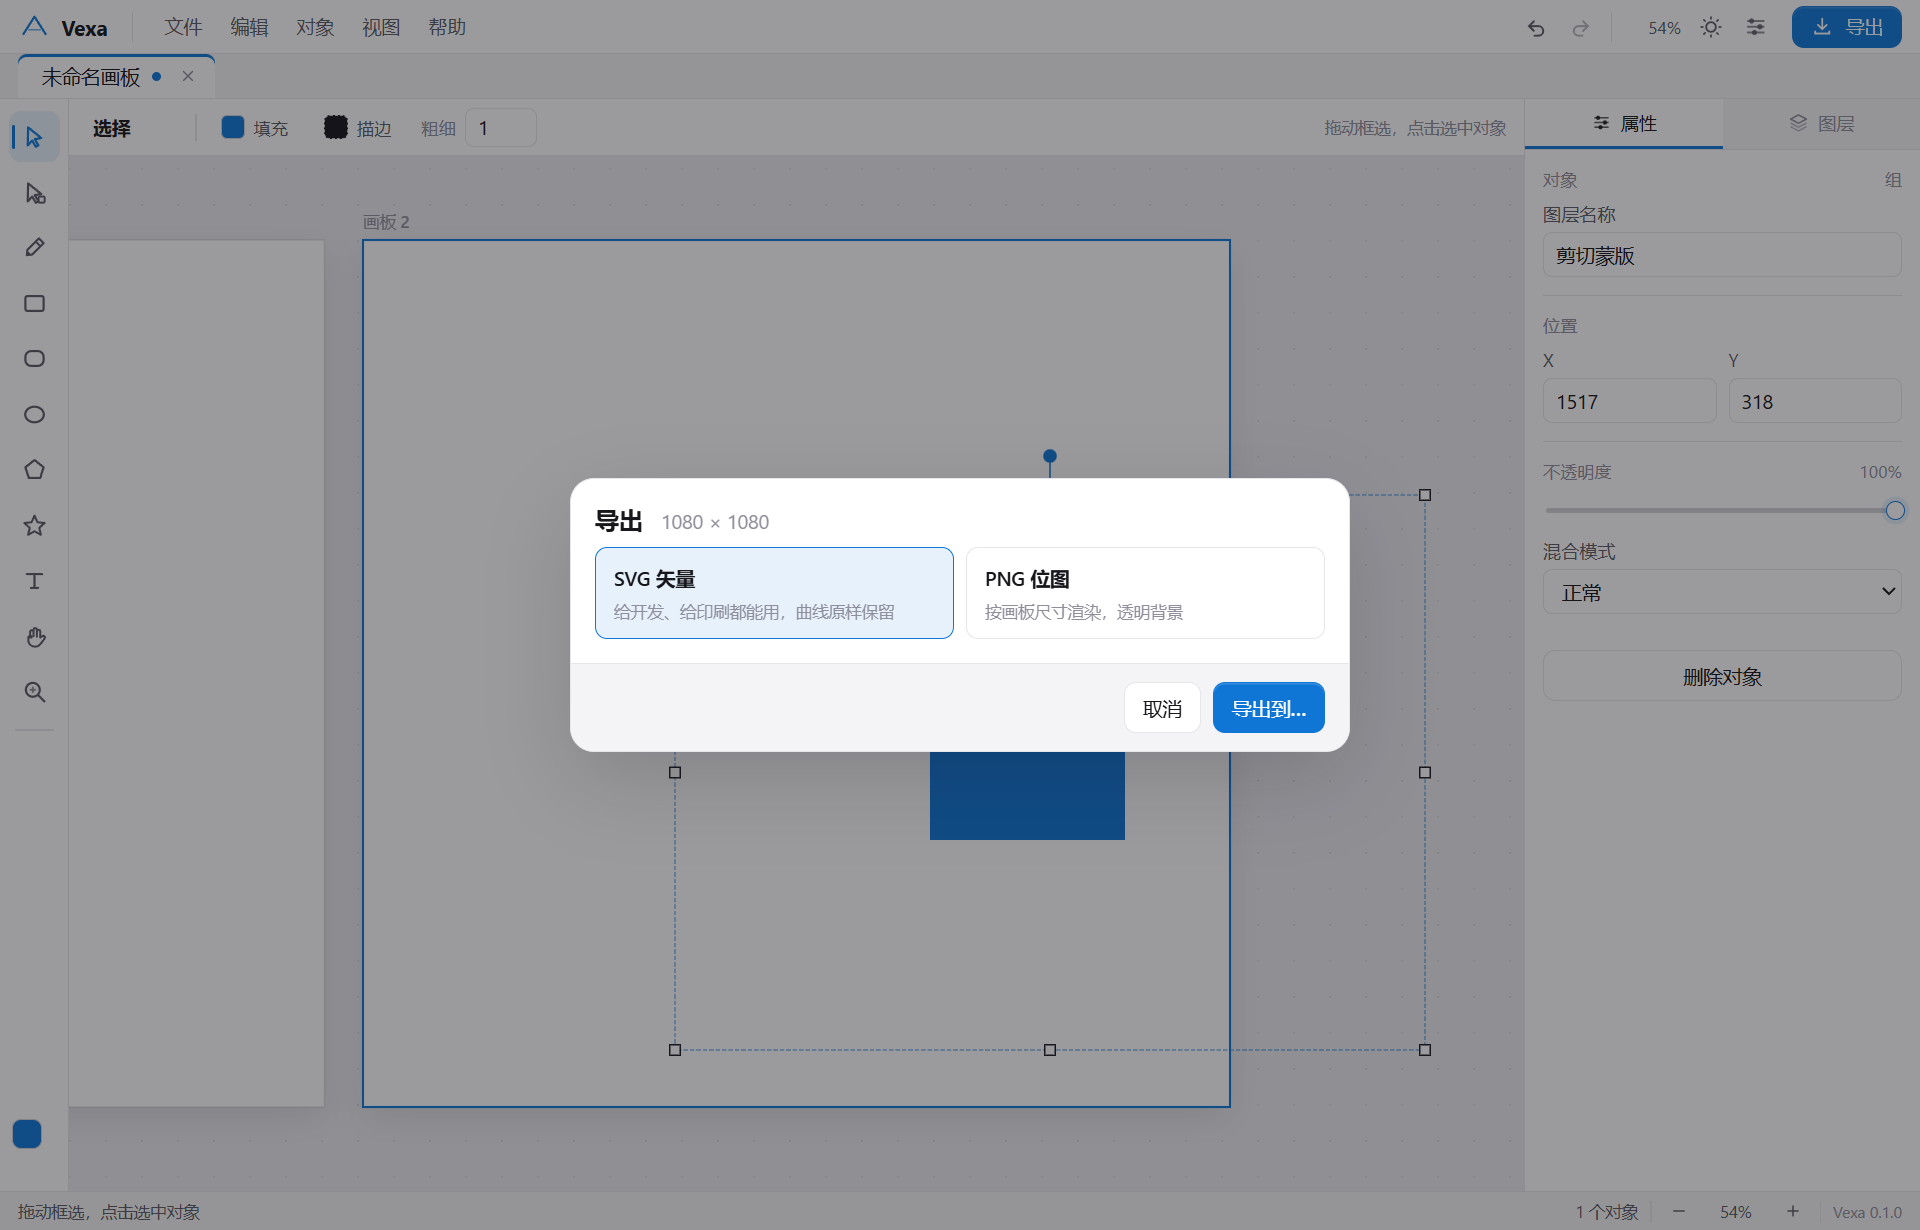 Vexa
文件 编辑 对象 视图 帮助
54%
导出
未命名画板
选择 填充 描边 粗细 1
拖动框选，点击选中对象
属性 图层
画板 2
对象 组
图层名称
剪切蒙版
位置
X Y
1517 318
不透明度 100%
混合模式
正常
删除对象
导出 1080 × 1080
SVG 矢量
给开发、给印刷都能用，曲线原样保留
PNG 位图
按画板尺寸渲染，透明背景
取消 导出到...
拖动框选，点击选中对象
1 个对象 − 54% + Vexa 0.1.0